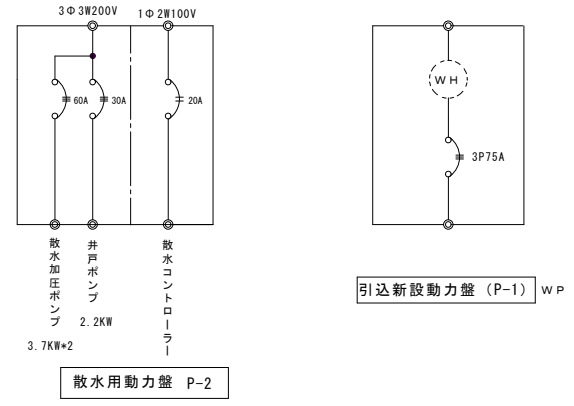 3Φ3W200V
1Φ2W100V
60A
30A
20A
散水加圧ポンプ
3.7KW*2
井戸ポンプ
2.2KW
散水コントローラー
散水用動力盤 P-2
WH
3P75A
引込新設動力盤（P-1） WP